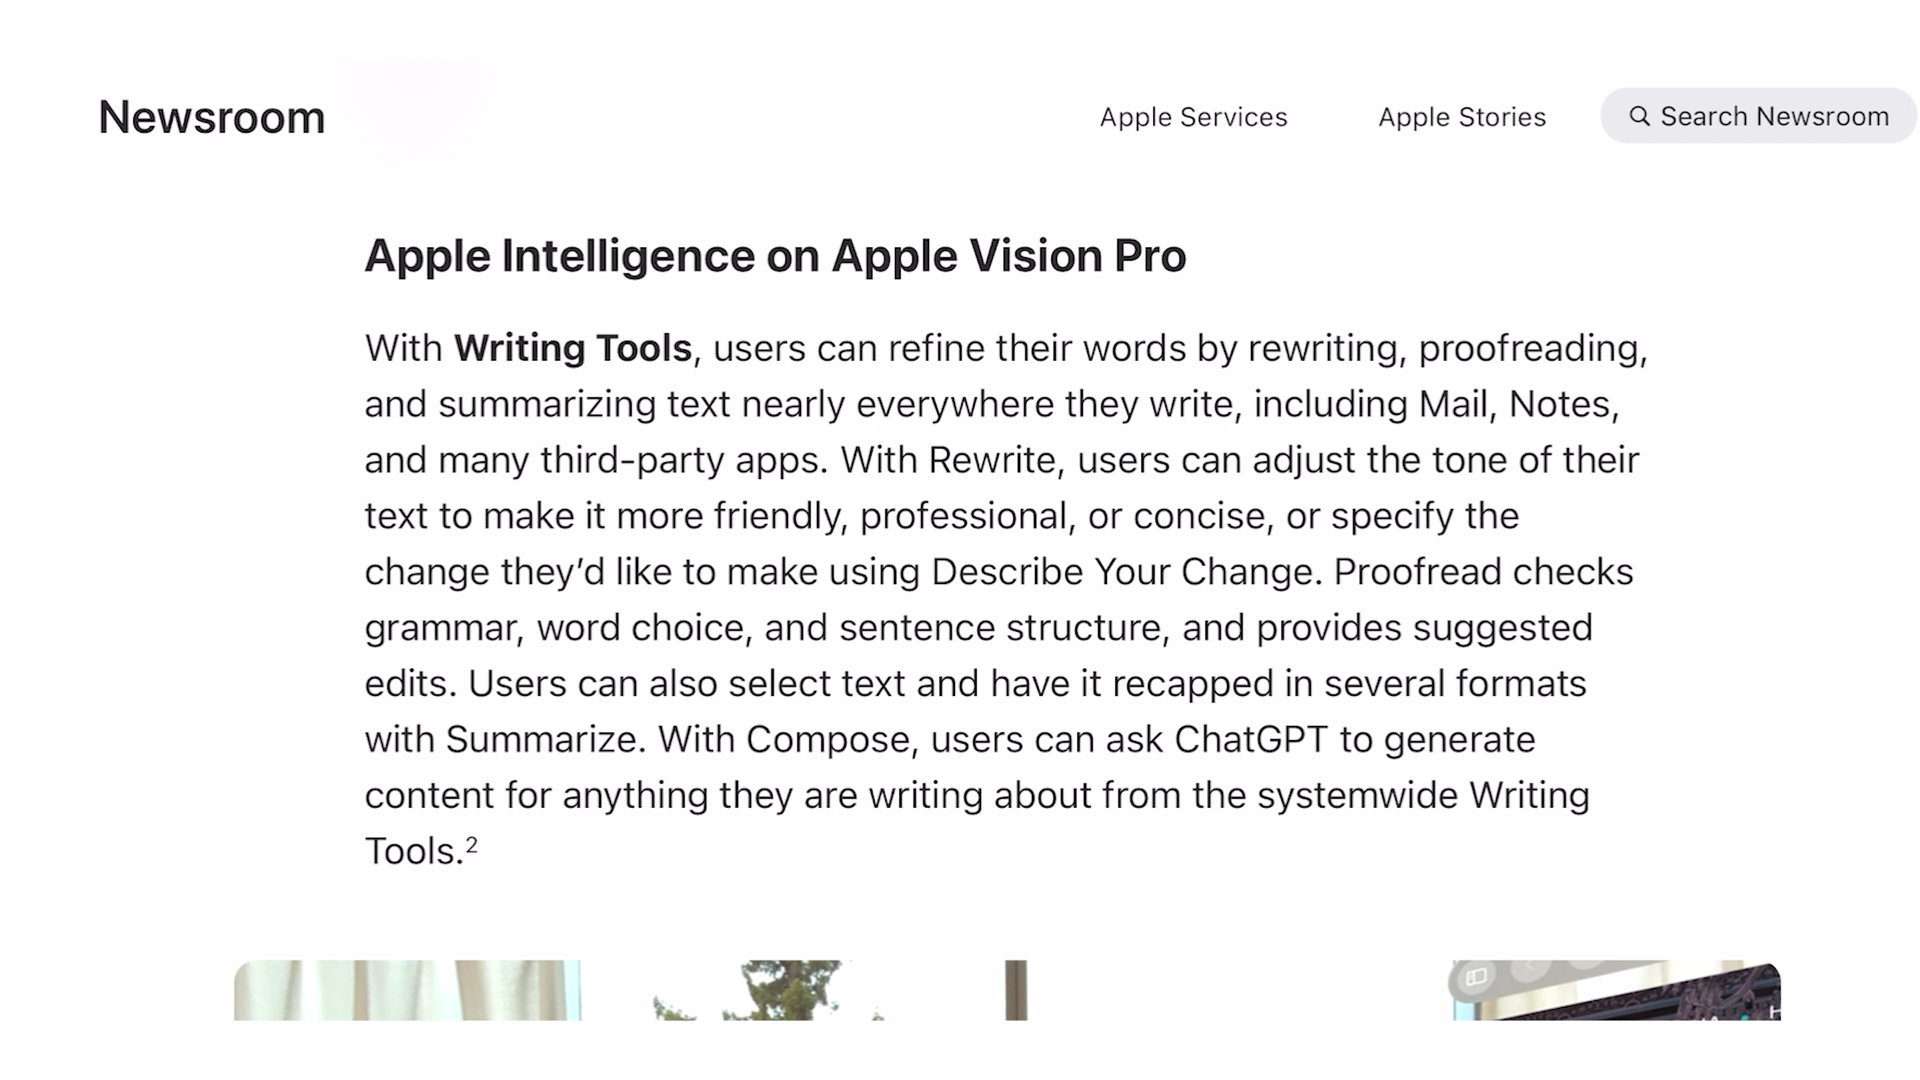 Newsroom
Apple Services
Apple Stories
Search Newsroom
Apple Intelligence on Apple Vision Pro
With Writing Tools, users can refine their words by rewriting, proofreading,
and summarizing text nearly everywhere they write, including Mail, Notes,
and many third-party apps. With Rewrite, users can adjust the tone of their
text to make it more friendly, professional, or concise, or specify the
change they’d like to make using Describe Your Change. Proofread checks
grammar, word choice, and sentence structure, and provides suggested
edits. Users can also select text and have it recapped in several formats
with Summarize. With Compose, users can ask ChatGPT to generate
content for anything they are writing about from the systemwide Writing
Tools.²